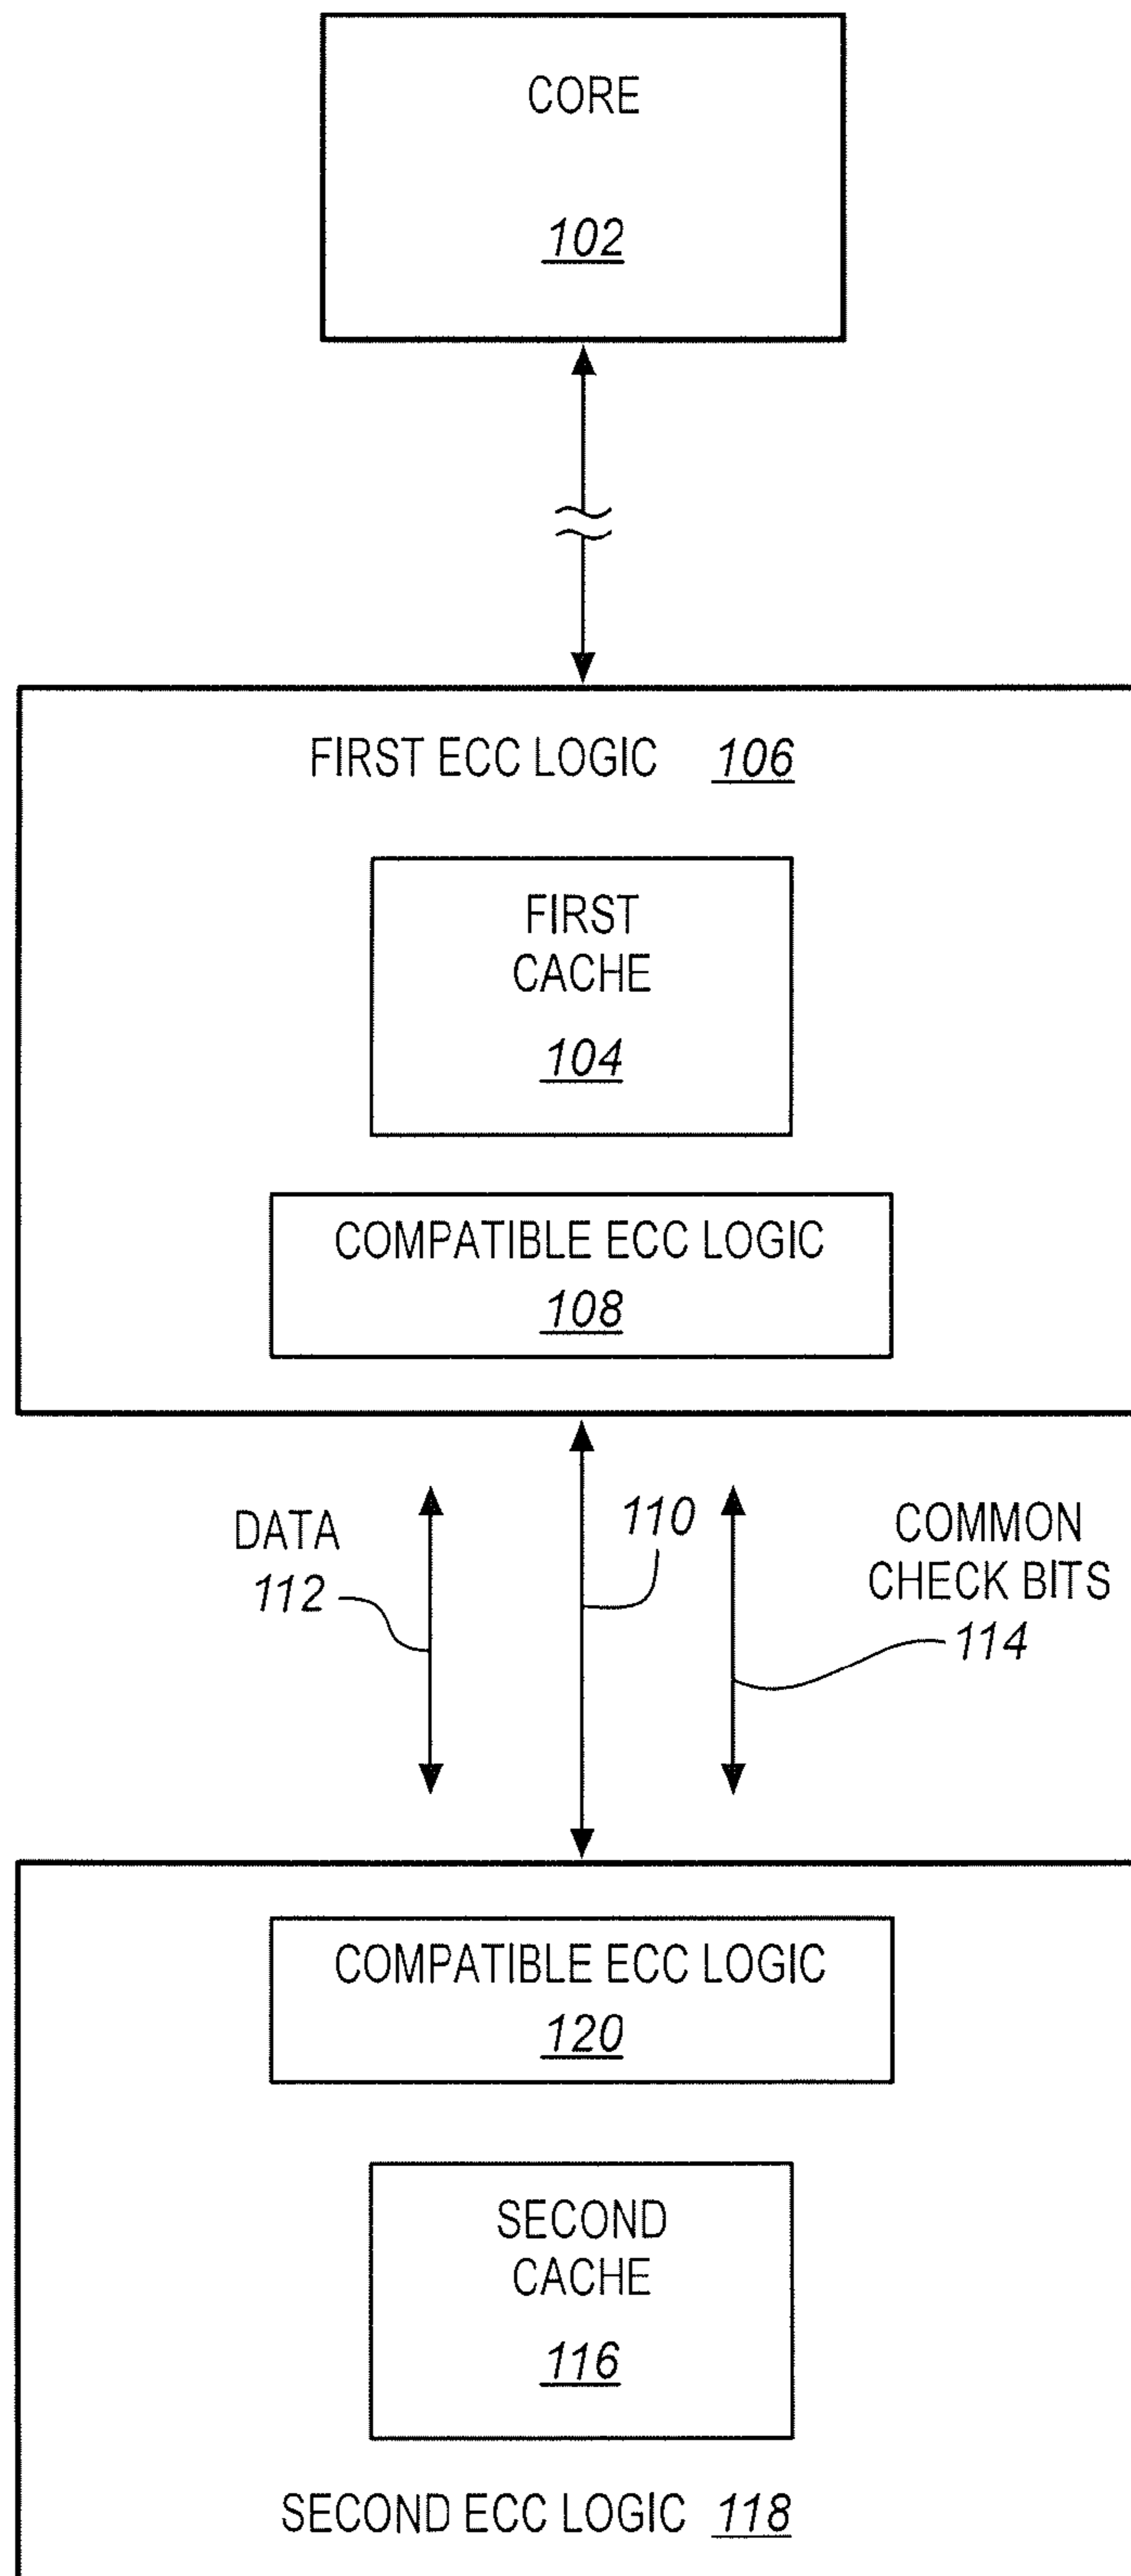 CORE
102
FIRST ECC LOGIC 106
FIRST
CACHE
104
COMPATIBLE ECC LOGIC
108
DATA
112
110
COMMON
CHECK BITS
114
COMPATIBLE ECC LOGIC
120
SECOND
CACHE
116
SECOND ECC LOGIC 118